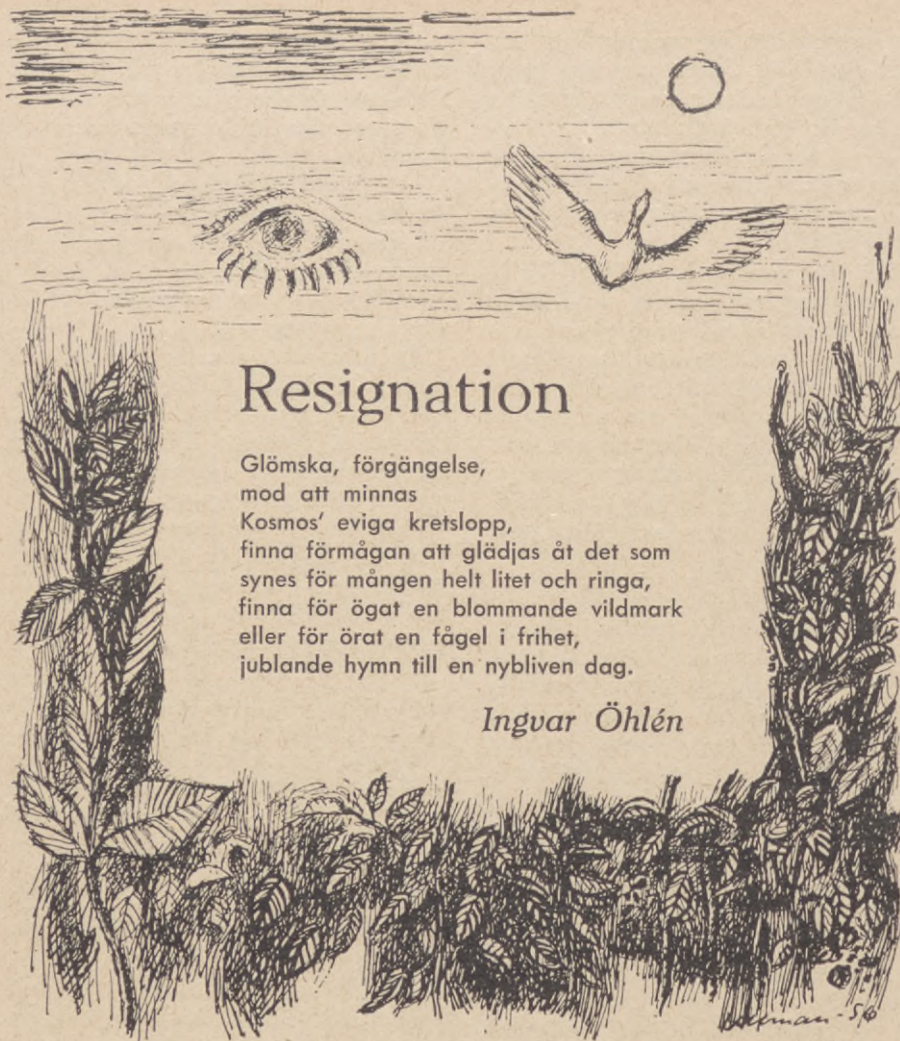 Resignation
Glömska, förgängelse,
mod att minnas
Kosmos' eviga kretslopp,
finna förmågan att glädjas åt det som
synes för mången helt litet och ringa,
finna för ögat en blommande vildmark
eller för örat en fågel i frihet,
jublande hymn till en nybliven dag.
Ingvar Öhlén